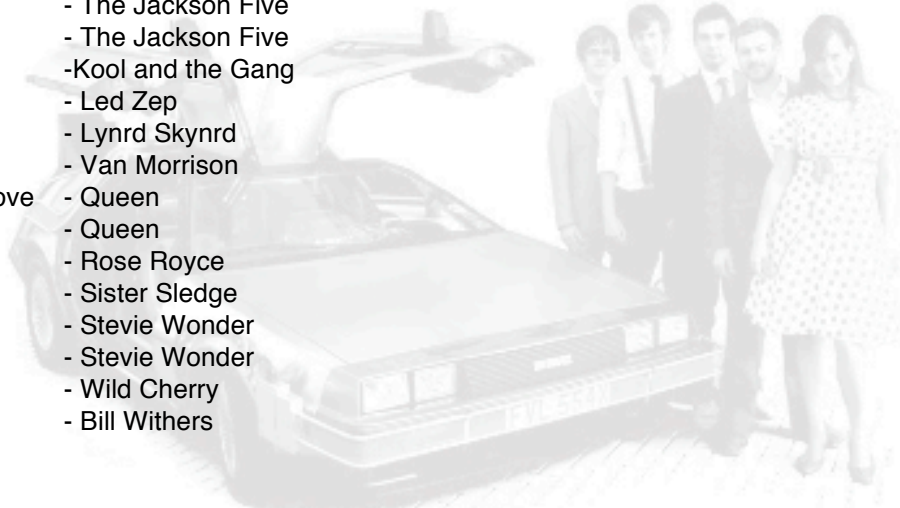 - The Jackson Five
- The Jackson Five
-Kool and the Gang
- Led Zep
- Lynrd Skynrd
- Van Morrison
ove - Queen
- Queen
- Rose Royce
- Sister Sledge
- Stevie Wonder
- Stevie Wonder
- Wild Cherry
- Bill Withers